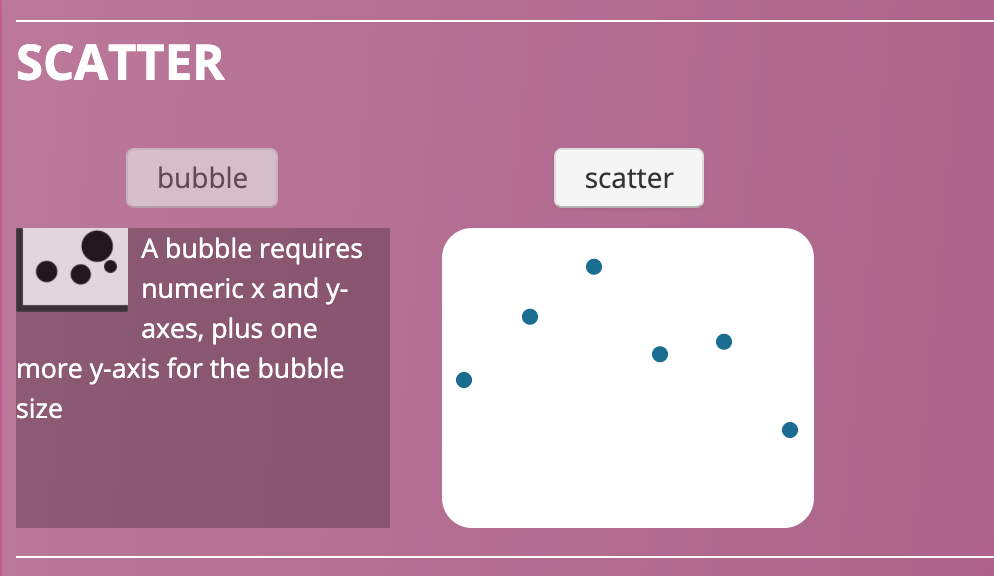 SCATTER
bubble
scatter
A bubble requires
numeric x and y-
axes, plus one
more y-axis for the bubble
size